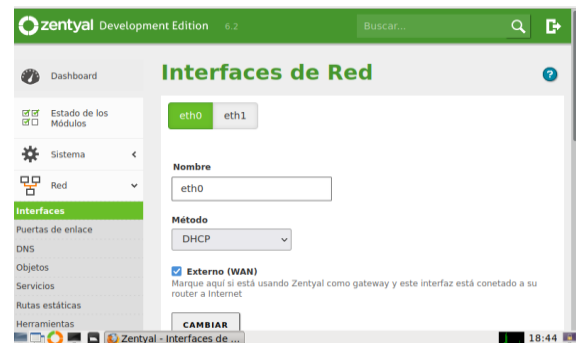 zentyal Development Edition 6.2
Buscar...
Dashboard
Estado de los
Módulos
Sistema
Red
Interfaces
Puertas de enlace
DNS
Objetos
Servicios
Rutas estáticas
Herramientas
Interfaces de Red
?
eth0 eth1
Nombre
eth0
Método
DHCP
Externo (WAN)
Marque aquí si está usando Zentyal como gateway y este interfaz está conetado a su
router a Internet
CAMBIAR
Zentyal - Interfaces de ...
18:44